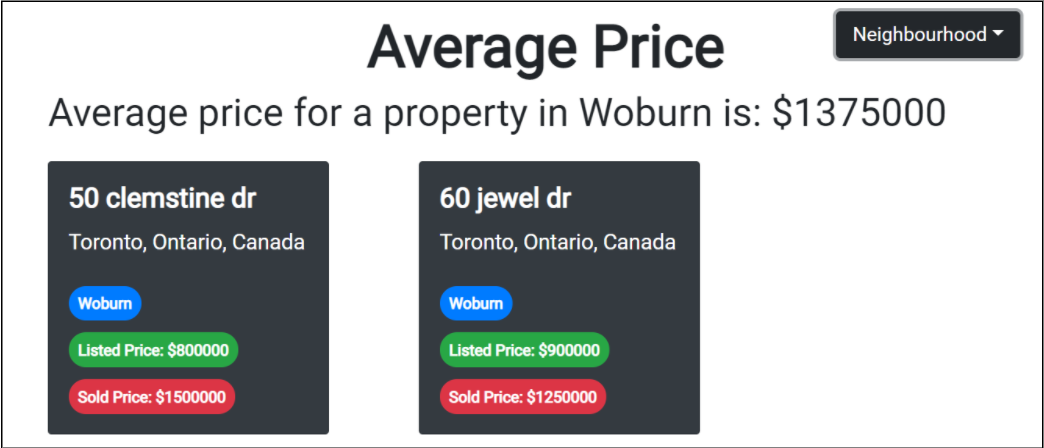 Average Price
Neighbourhood
Average price for a property in Woburn is: $1375000
50 clemstine dr
Toronto, Ontario, Canada
Woburn
Listed Price: $800000
Sold Price: $1500000
60 jewel dr
Toronto, Ontario, Canada
Woburn
Listed Price: $900000
Sold Price: $1250000